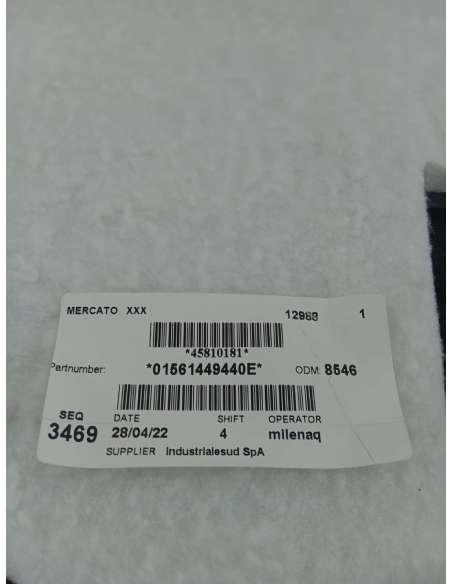 MERCATO XXX 12988 1
*45810181*
Partnumber: *01561449440E* ODM: 8546
SEQ DATE SHIFT OPERATOR
3469 28/04/22 4 milenaq
SUPPLIER Industrialesud SpA